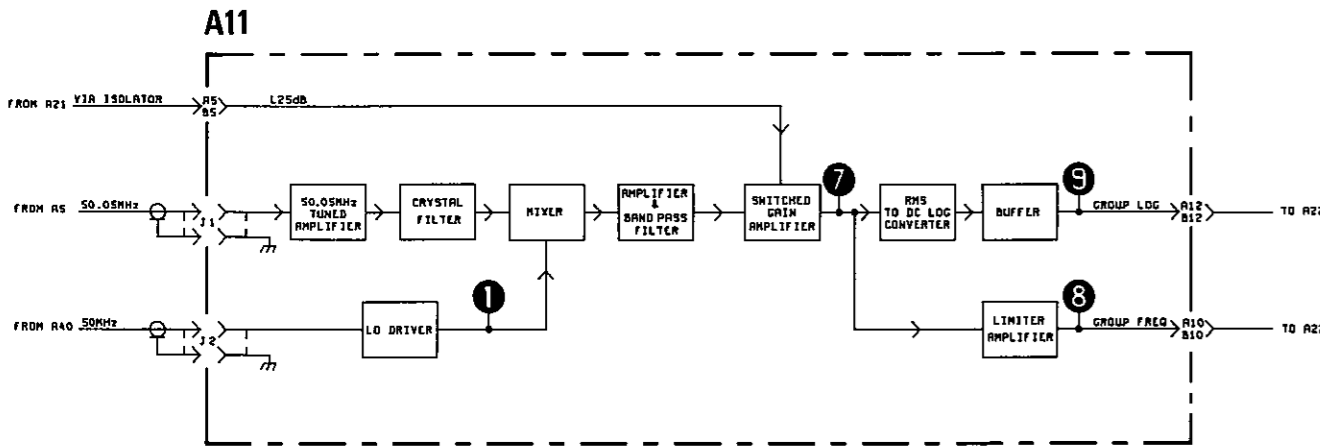 A11
FROM A21 VIA ISOLATOR
A5
B5
L25dB
FROM A5 50.05MHz
J1
50.05MHz
TUNED
AMPLIFIER
CRYSTAL
FILTER
MIXER
AMPLIFIER
&
BAND PASS
FILTER
SWITCHED
GAIN
AMPLIFIER
7
RMS
TO DC LOG
CONVERTER
BUFFER
9
GROUP LOG
A12
B12
TO A22
FROM A40 50MHz
J2
LO DRIVER
1
LIMITER
AMPLIFIER
8
GROUP FREQ
A10
B10